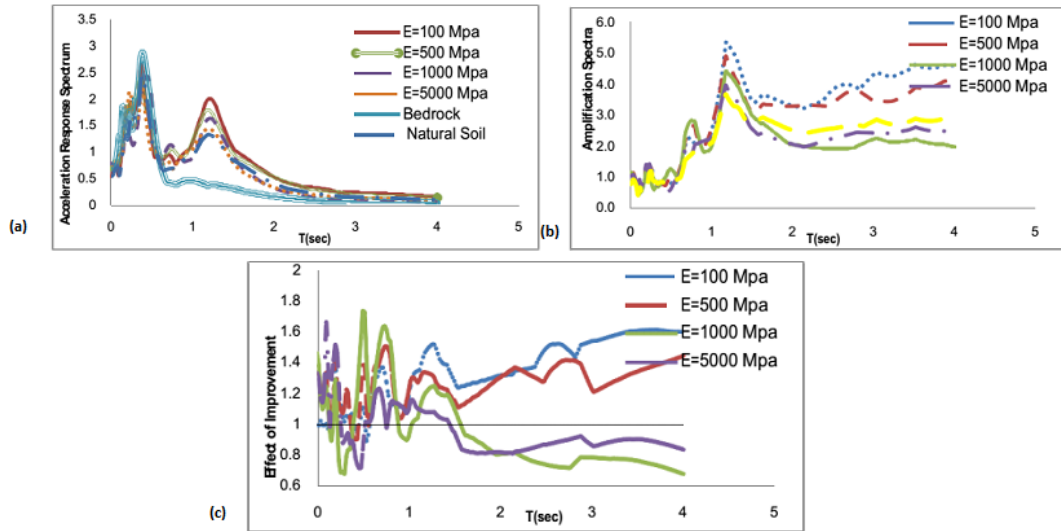 3.5
3
2.5
2
1.5
1
0.5
0
0 1 2 3 4 5
Acceleration Response Spectrum
T(sec)
E=100 Mpa
E=500 Mpa
E=1000 Mpa
E=5000 Mpa
Bedrock
Natural Soil
(a)
6.0
5.0
4.0
3.0
2.0
1.0
0.0
0 1 2 3 4 5
Amplification Spectra
T(sec)
E=100 Mpa
E=500 Mpa
E=1000 Mpa
E=5000 Mpa
(b)
2
1.8
1.6
1.4
1.2
1
0.8
0.6
0 1 2 3 4 5
Effect of Improvement
T(sec)
E=100 Mpa
E=500 Mpa
E=1000 Mpa
E=5000 Mpa
(c)